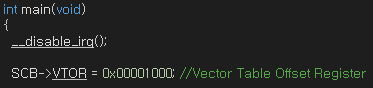 int main(void)
{
__disable_irq();
SCB->VTOR = 0x00001000; //Vector Table Offset Register